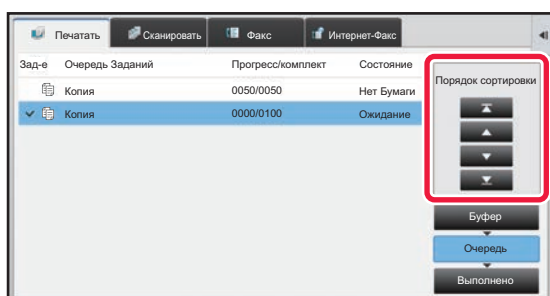 Печатать Сканировать Факс Интернет-Факс
Зад-е Очередь Заданий Прогресс/комплект Состояние
Порядок сортировки
Копия 0050/0050 Нет Бумаги
Копия 0000/0100 Ожидание
Буфер
Очередь
Выполнено